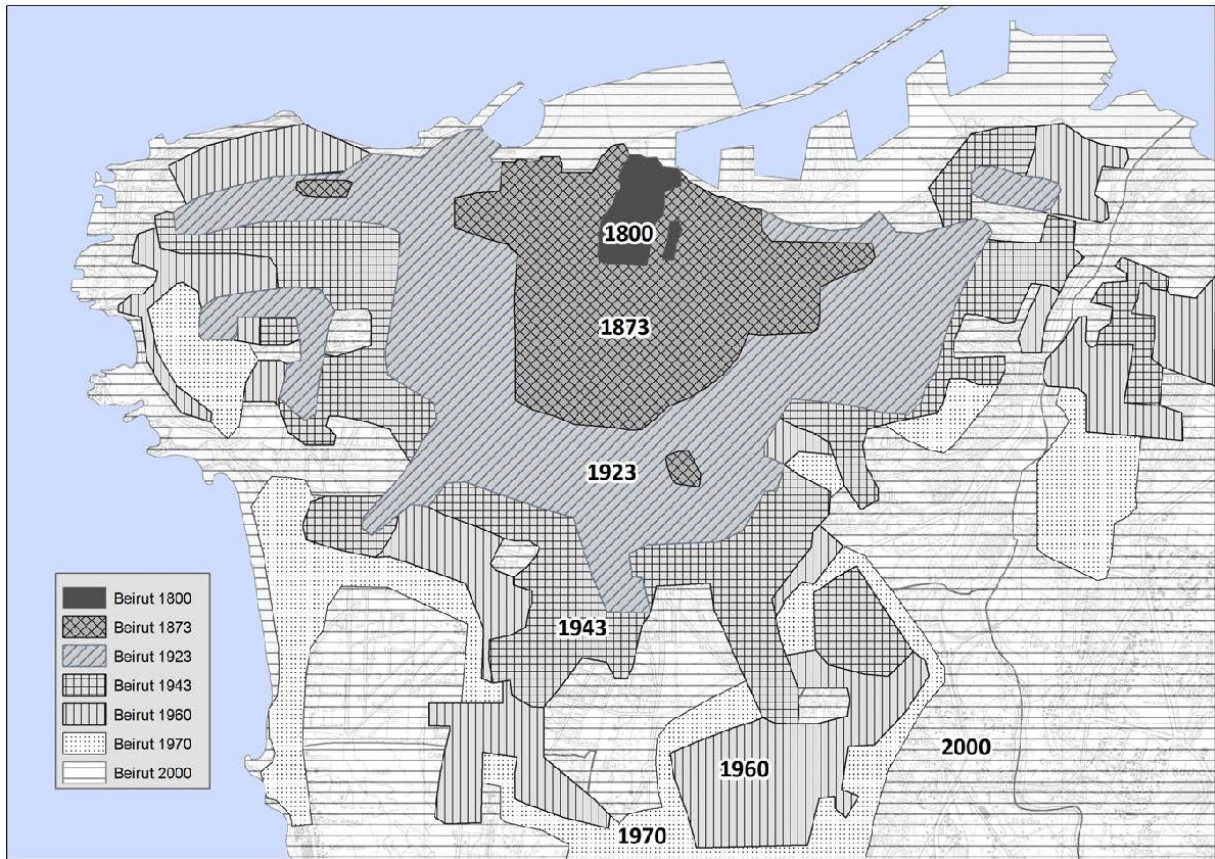 1800
1873
1923
1943
1960
1970
2000
Beirut 1800
Beirut 1873
Beirut 1923
Beirut 1943
Beirut 1960
Beirut 1970
Beirut 2000